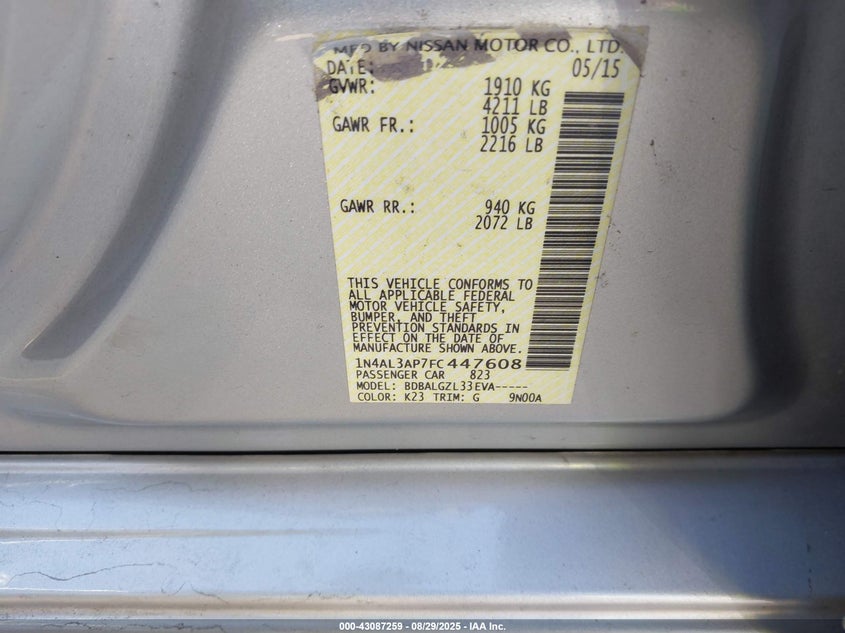 MFD BY NISSAN MOTOR CO., LTD.
DATE: 05/15
GVWR: 1910 KG
4211 LB
GAWR FR.: 1005 KG
2216 LB
GAWR RR.: 940 KG
2072 LB
THIS VEHICLE CONFORMS TO
ALL APPLICABLE FEDERAL
MOTOR VEHICLE SAFETY,
BUMPER, AND THEFT
PREVENTION STANDARDS IN
EFFECT ON THE DATE OF
MANUFACTURE SHOWN ABOVE.
1N4AL3AP7FC447608
PASSENGER CAR 823
MODEL: BDBALGZL33EVA-----
COLOR: K23 TRIM: G 9N00A
000-43087259 - 08/29/2025 - IAA Inc.